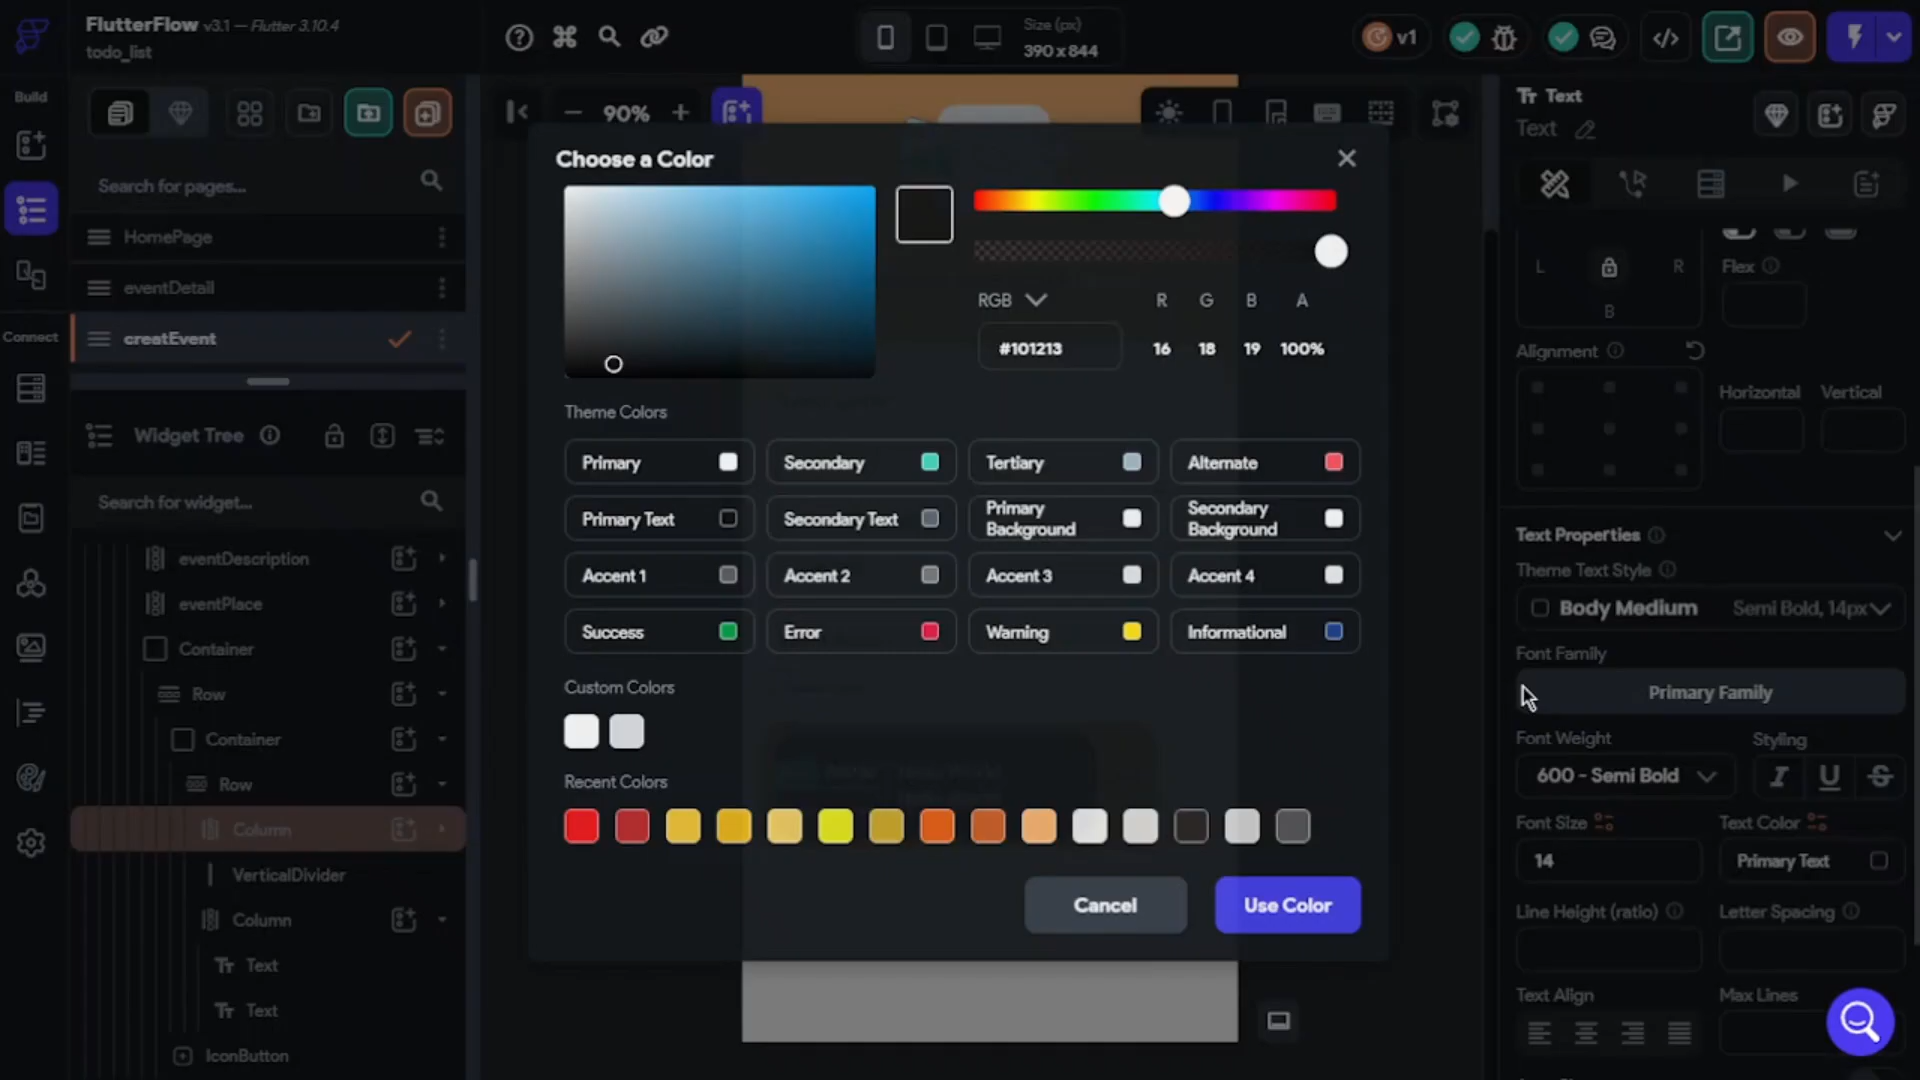 FlutterFlow v3.1 – Flutter 3.10.4
todo_list
Size (px)
390 x 844
v1
Build
Connect
Search for pages...
HomePage
eventDetail
creatEvent
Widget Tree
Search for widget...
eventDescription
eventPlace
Container
Row
Container
Row
Column
VerticalDivider
Column
Text
Text
IconButton
90%
Choose a Color
RGB
R G B A
#101213 16 18 19 100%
Theme Colors
Primary Secondary Tertiary Alternate
Primary Text Secondary Text Primary Background Secondary Background
Accent 1 Accent 2 Accent 3 Accent 4
Success Error Warning Informational
Custom Colors
Recent Colors
Cancel Use Color
Text
Text
L R
B
Flex
Alignment
Horizontal Vertical
Text Properties
Theme Text Style
Body Medium Semi Bold, 14px
Font Family
Primary Family
Font Weight Styling
600 - Semi Bold I U S
Font Size Text Color
14 Primary Text
Line Height (ratio) Letter Spacing
Text Align Max Lines